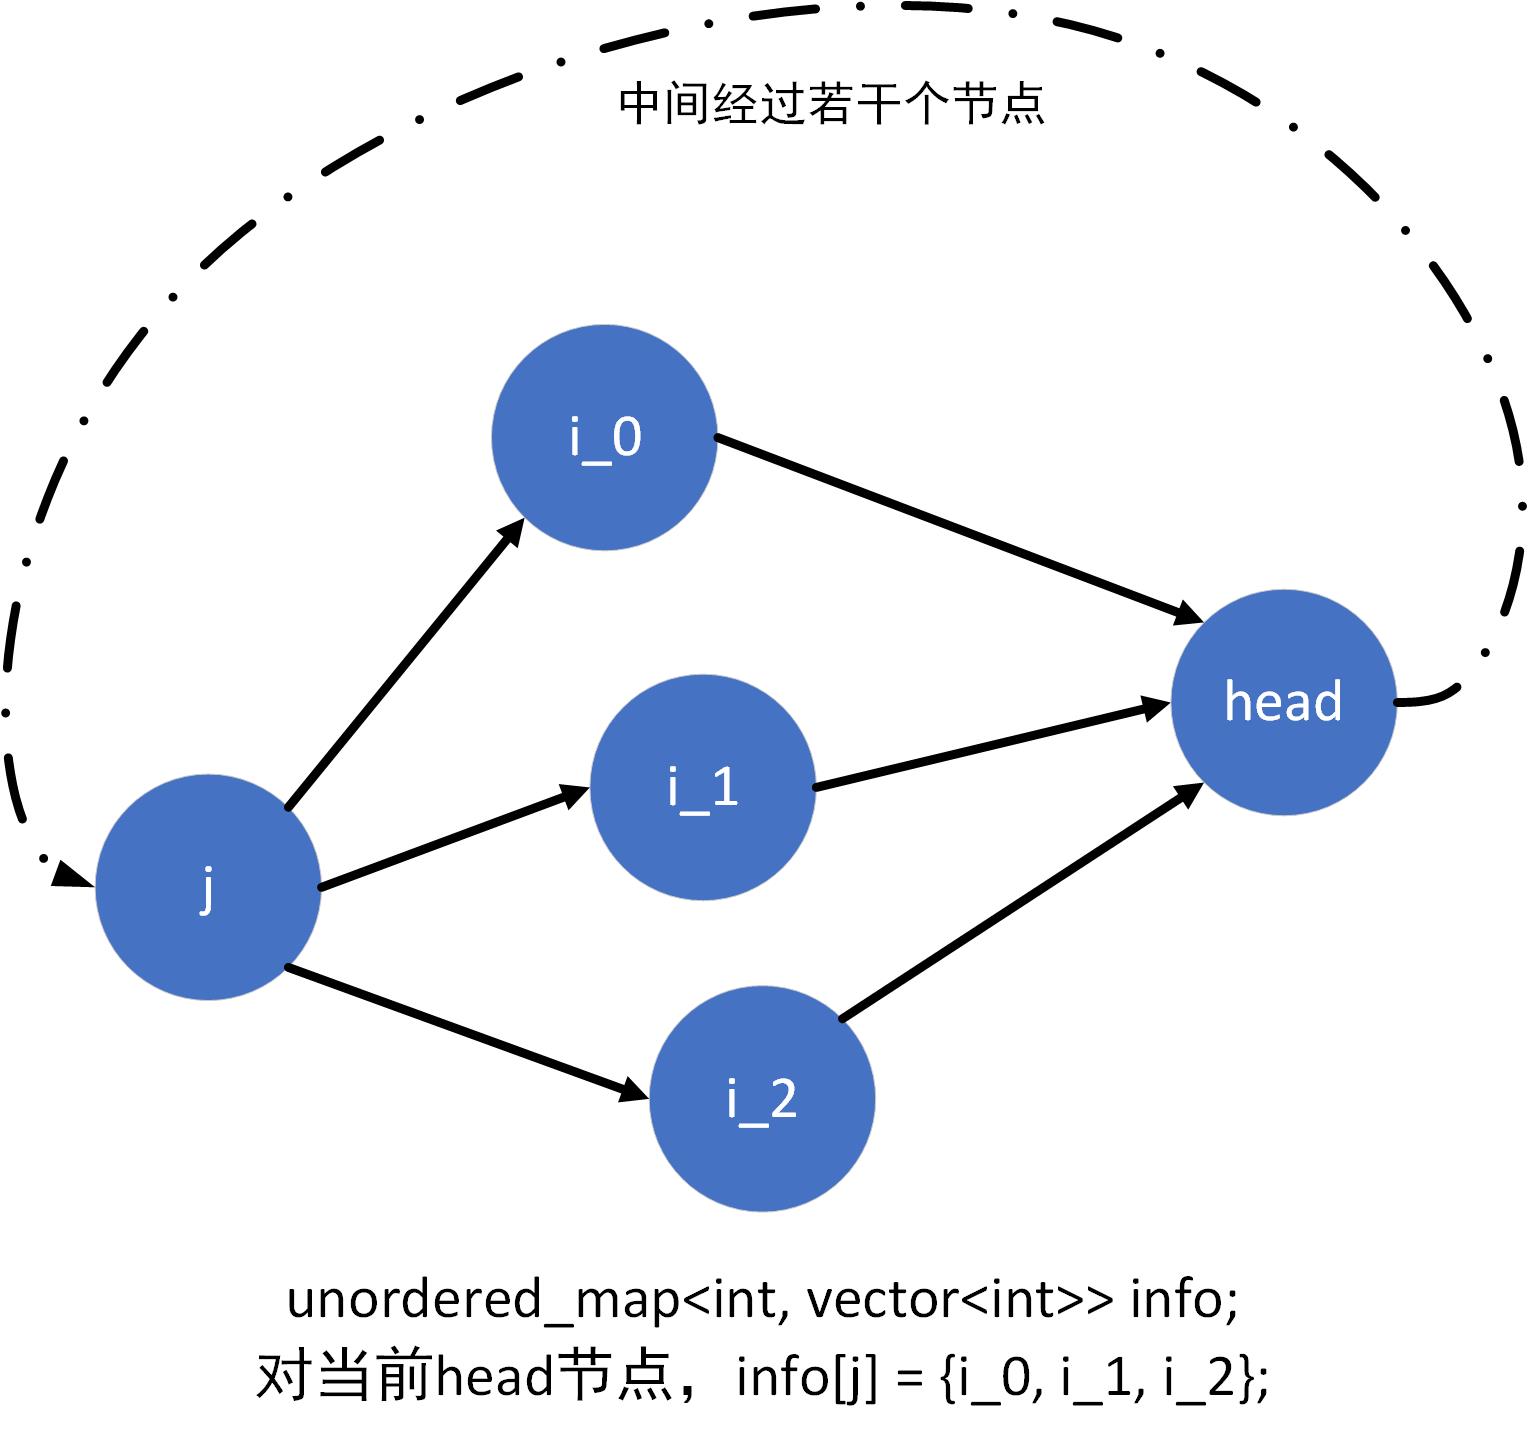 中间经过若干个节点
i_0
i_1
head
j
i_2
unordered_map<int, vector<int>> info;
对当前head节点，info[j] = {i_0, i_1, i_2};